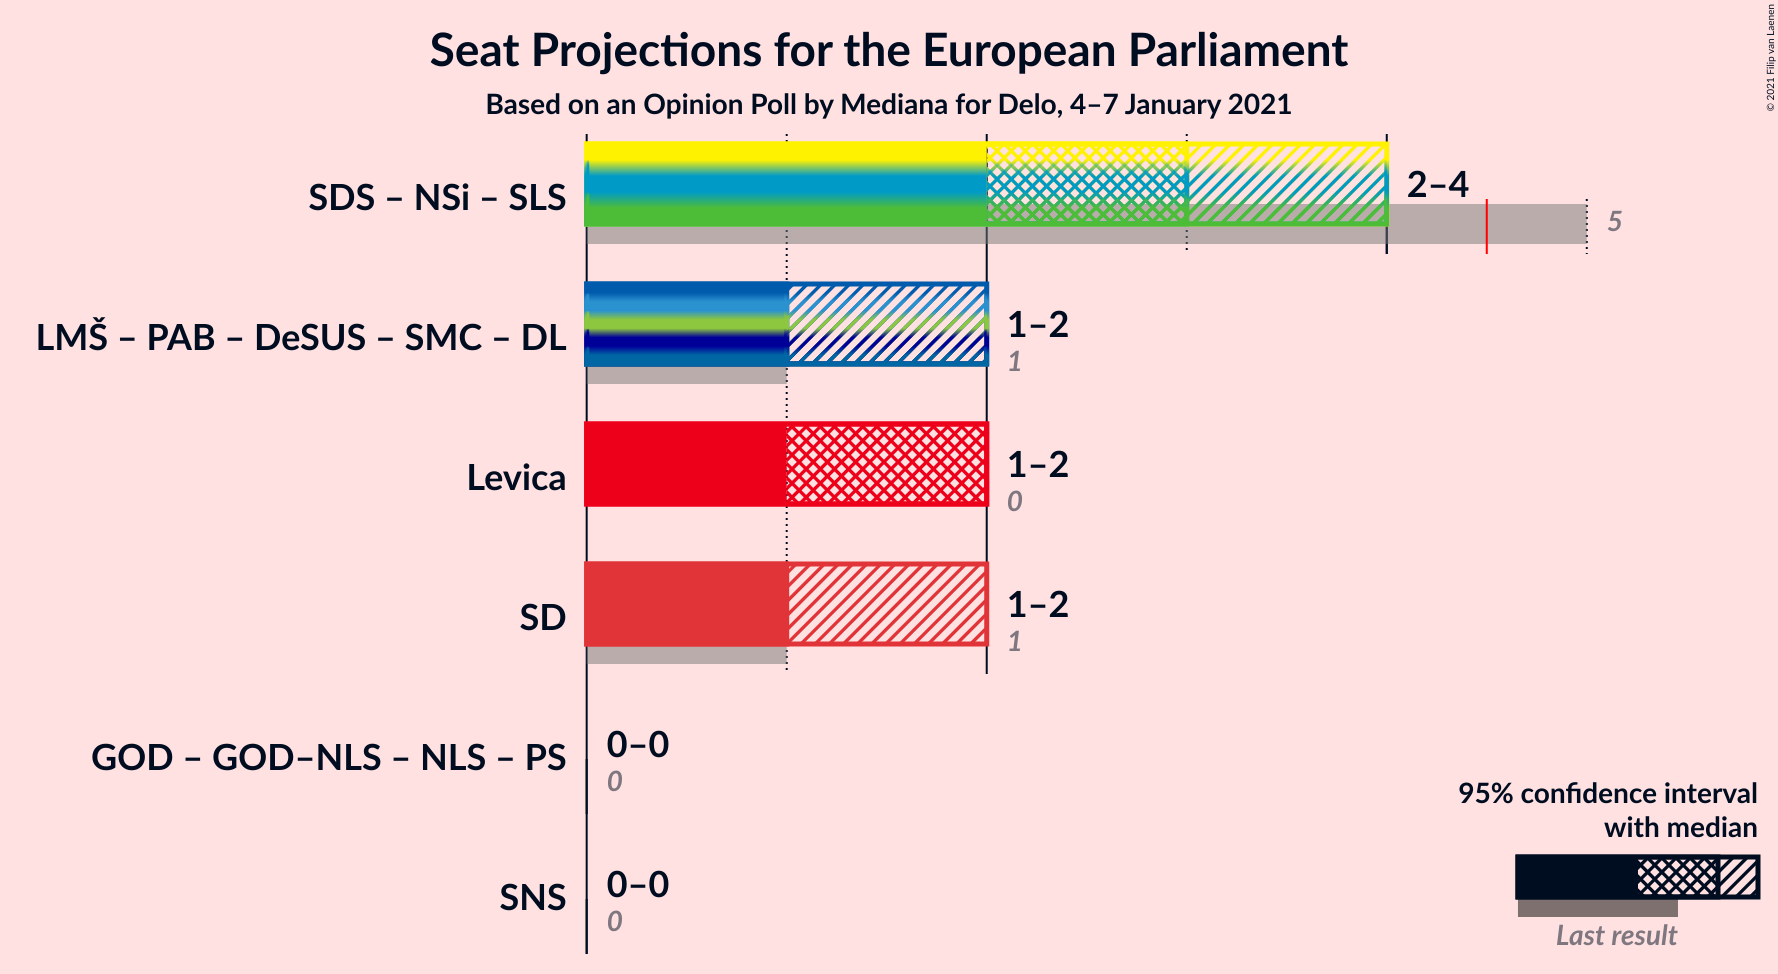 Seat Projections for the European Parliament
Based on an Opinion Poll by Mediana for Delo, 4–7 January 2021
© 2021 Filip van Laenen
SDS – NSi – SLS
2–4
5
LMŠ – PAB – DeSUS – SMC – DL
1–2
1
Levica
1–2
0
SD
1–2
1
GOD – GOD–NLS – NLS – PS
0–0
0
SNS
0–0
0
95% confidence interval
with median
Last result